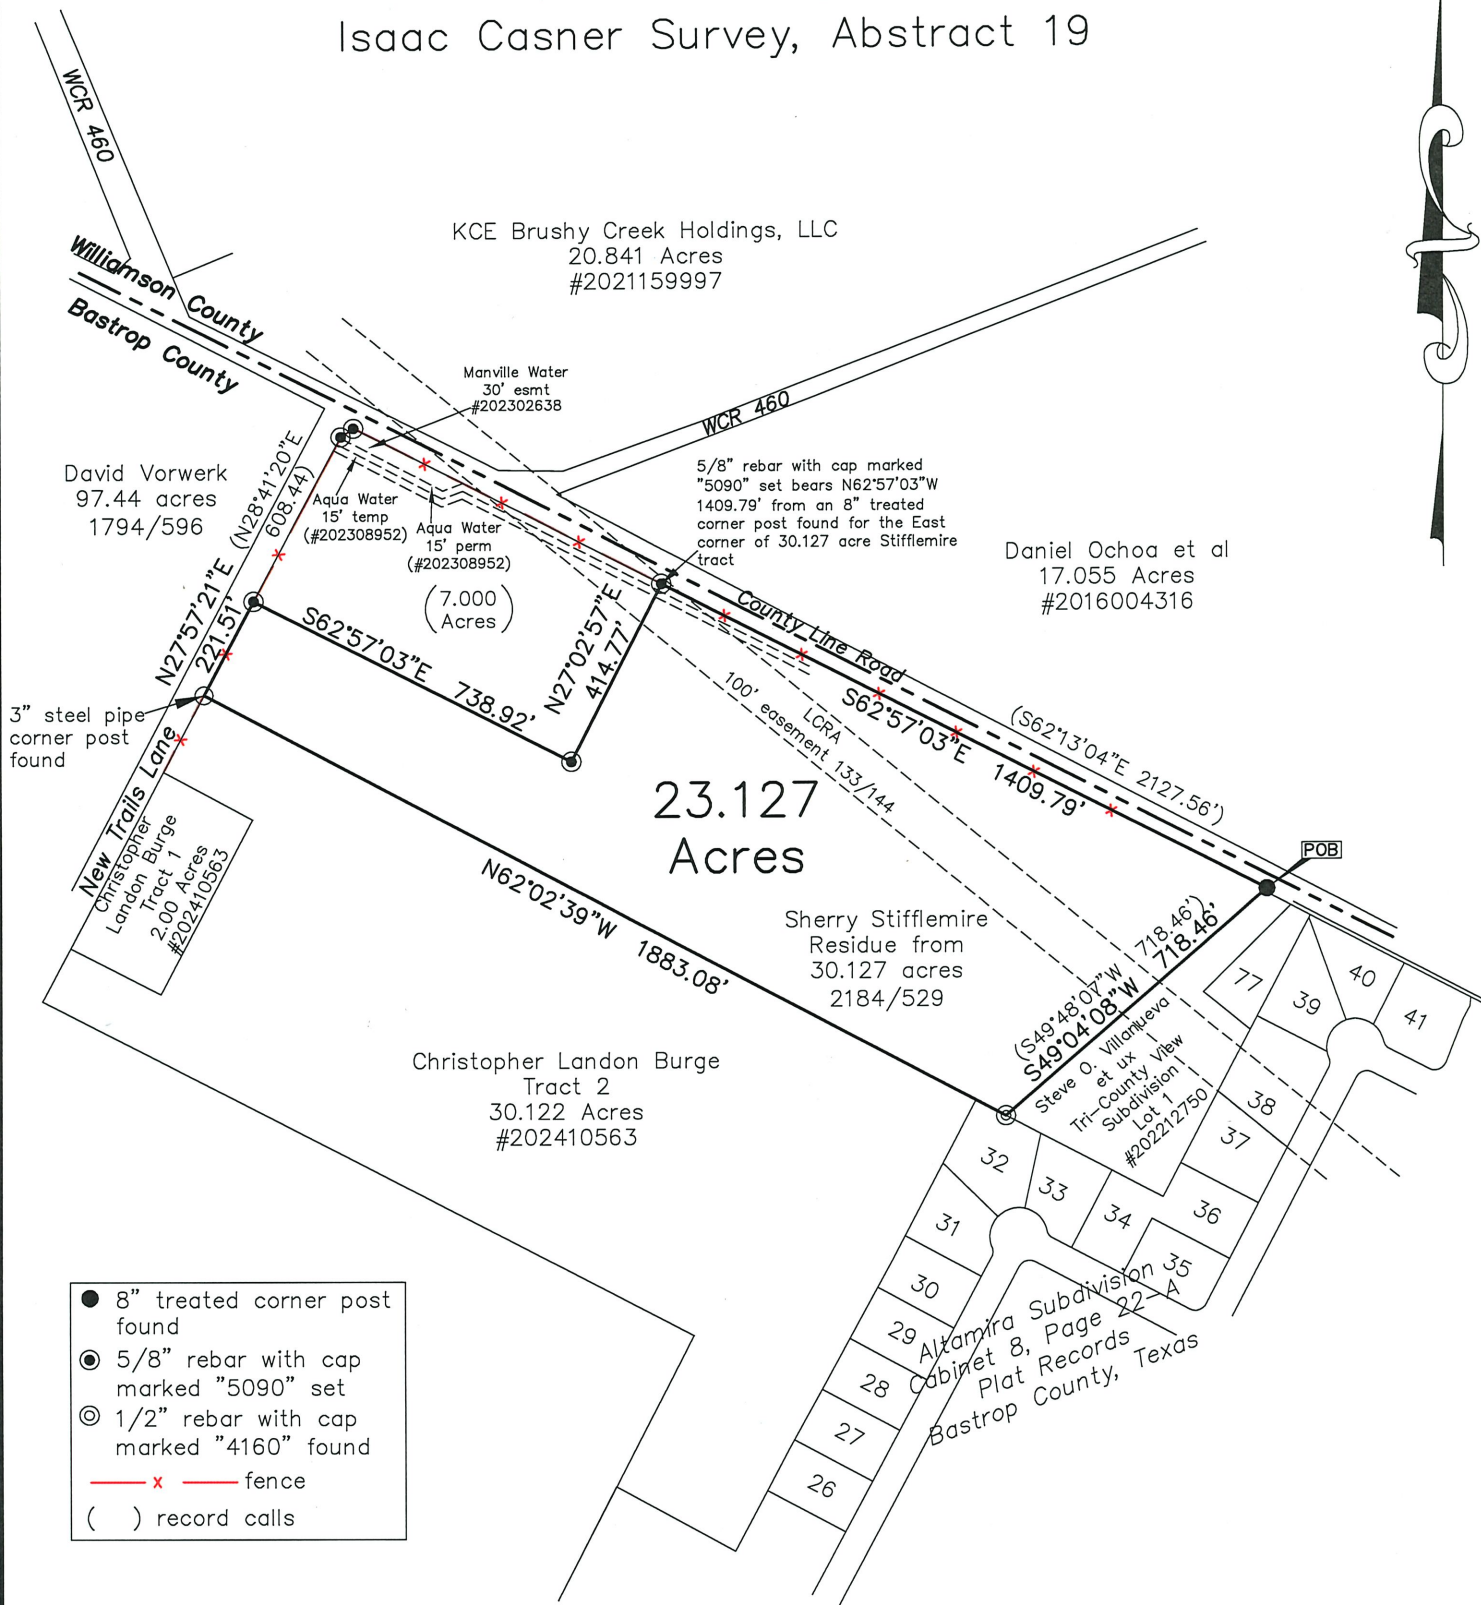 Isaac Casner Survey, Abstract 19
WCR 460
KCE Brushy Creek Holdings, LLC
20.841 Acres
#2021159997
Williamson County
Bastrop County
Manville Water
30' esmt
#202302638
WCR 460
David Vorwerk
97.44 acres
1794/596
(N28°41'20"E
608.44)
Aqua Water
15' temp
(#202308952)
Aqua Water
15' perm
(#202308952)
5/8" rebar with cap marked
"5090" set bears N62°57'03"W
1409.79' from an 8" treated
corner post found for the East
corner of 30.127 acre Stifflemire
tract
Daniel Ochoa et al
17.055 Acres
#2016004316
(7.000
Acres)
N27°57'21"E
221.51'
S62°57'03"E 738.92'
N27°02'57"E
414.77'
County Line Road
S62°57'03"E 1409.79'
(S62°13'04"E 2127.56')
LCRA
100' easement 133/144
3" steel pipe
corner post
found
New Trails Lane
Christopher
Landon Burge
Tract 1
2.00 Acres
#202410563
23.127
Acres
POB
N62°02'39"W 1883.08'
Sherry Stifflemire
Residue from
30.127 acres
2184/529
(S49°48'07"W 718.46')
S49°04'08"W 718.46'
Steve O. Villanueva
et ux
Tri-County View
Subdivision
Lot 1
#202212750
77
39
40
41
38
37
36
35
34
33
32
31
30
29
28
27
26
Christopher Landon Burge
Tract 2
30.122 Acres
#202410563
Altamira Subdivision
Cabinet 8, Page 22-A
Plat Records
Bastrop County, Texas
8" treated corner post
found
5/8" rebar with cap
marked "5090" set
1/2" rebar with cap
marked "4160" found
x fence
( ) record calls